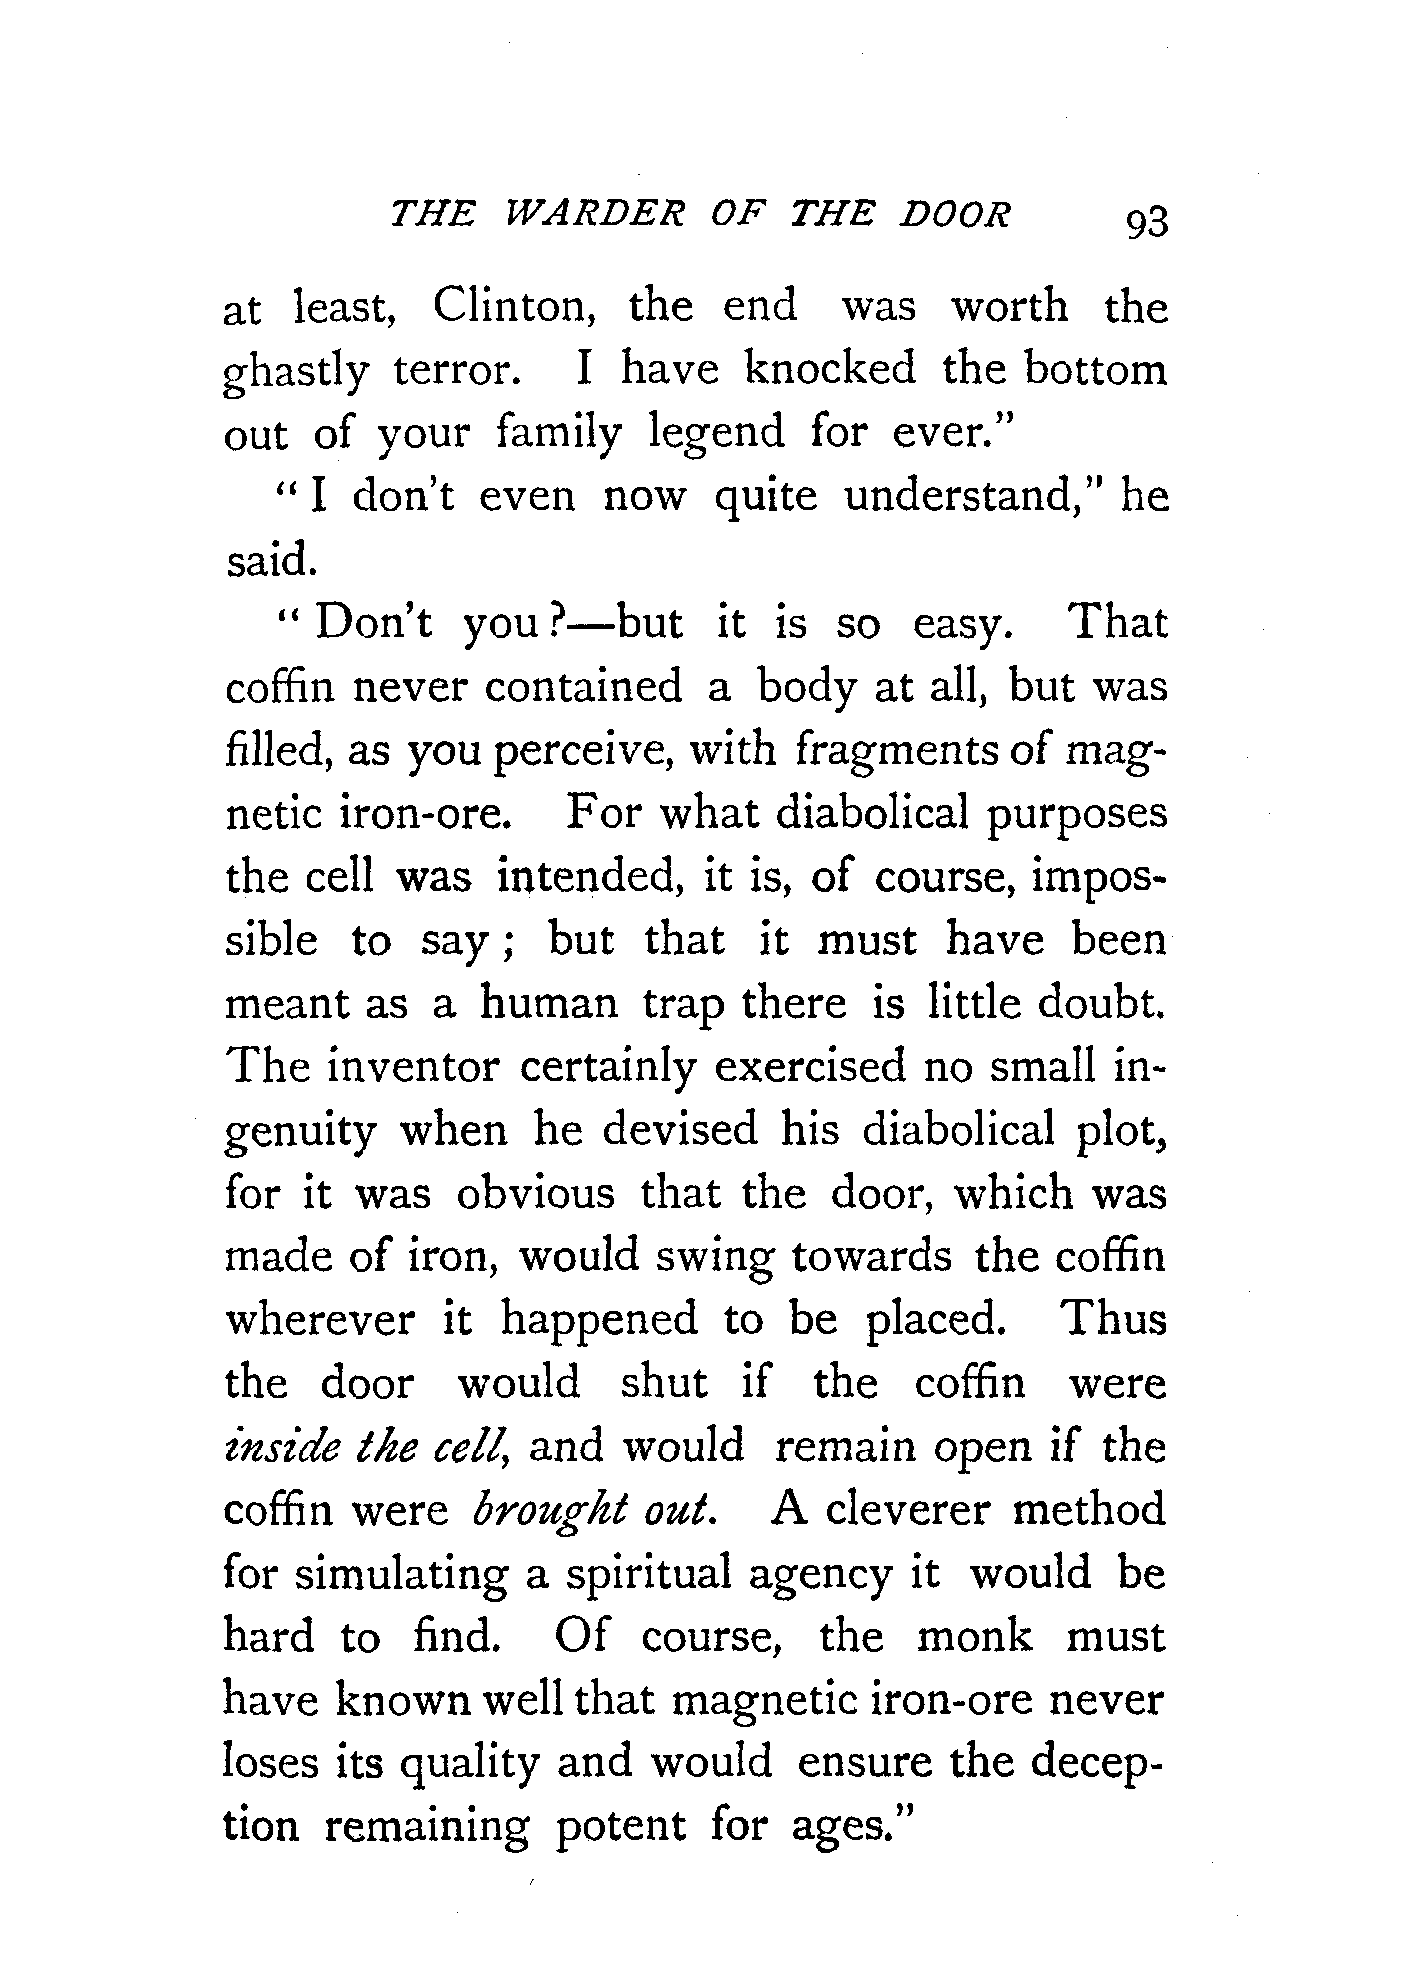 THE WARDER OF THE DOOR 93
at least, Clinton, the end was worth the
ghastly terror. I have knocked the bottom
out of your family legend for ever."
" I don't even now quite understand," he
said.
" Don't you ?—but it is so easy. That
coffin never contained a body at all, but was
filled, as you perceive, with fragments of mag-
netic iron-ore. For what diabolical purposes
the cell was intended, it is, of course, impos-
sible to say ; but that it must have been
meant as a human trap there is little doubt.
The inventor certainly exercised no small in-
genuity when he devised his diabolical plot,
for it was obvious that the door, which was
made of iron, would swing towards the coffin
wherever it happened to be placed. Thus
the door would shut if the coffin were
inside the cell, and would remain open if the
coffin were brought out. A cleverer method
for simulating a spiritual agency it would be
hard to find. Of course, the monk must
have known well that magnetic iron-ore never
loses its quality and would ensure the decep-
tion remaining potent for ages."